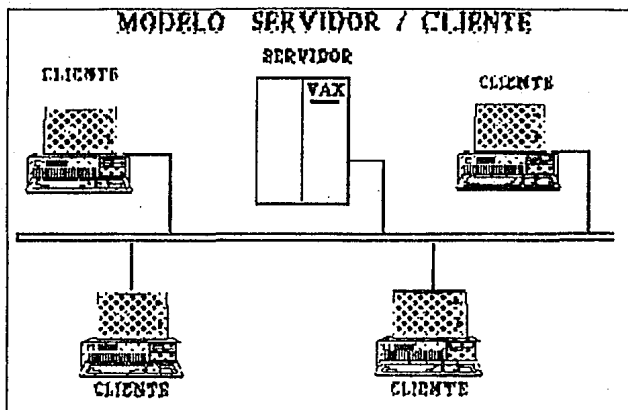 MODELO SERVIDOR / CLIENTE
SERVIDOR
CLIENTE
VAX
CLIENTE
CLIENTE
CLIENTE